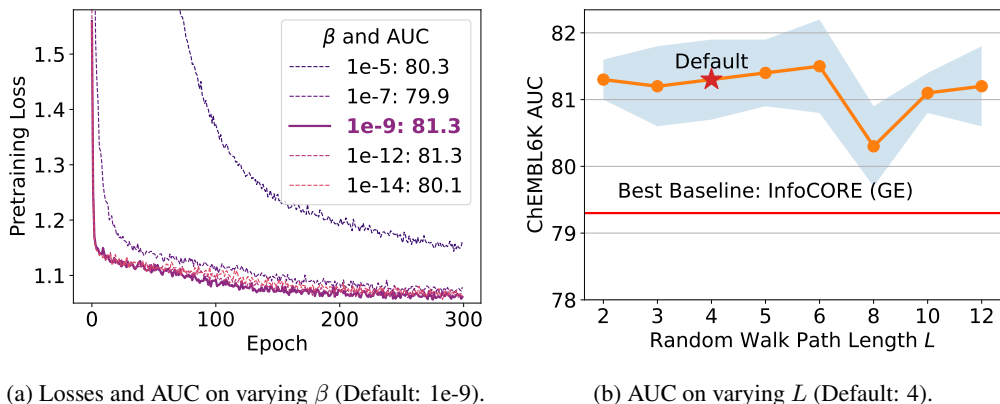 1.5
1.4
1.3
1.2
1.1
Pretraining Loss
β and AUC
1e-5: 80.3
1e-7: 79.9
1e-9: 81.3
1e-12: 81.3
1e-14: 80.1
0 100 200 300
Epoch
(a) Losses and AUC on varying β (Default: 1e-9).
82
81
80
79
78
ChEMBL6K AUC
Default
Best Baseline: InfoCORE (GE)
2 3 4 5 6 8 10 12
Random Walk Path Length L
(b) AUC on varying L (Default: 4).